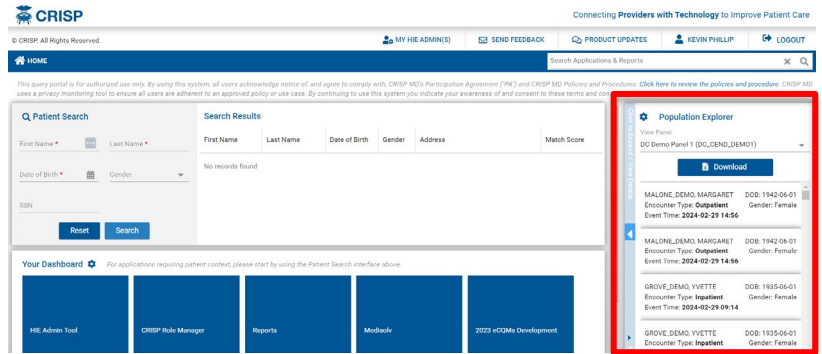 CRISP
Connecting Providers with Technology to Improve Patient Care
© CRISP. All Rights Reserved.
MY HIE ADMIN(S)
SEND FEEDBACK
PRODUCT UPDATES
KEVIN PHILLIP
LOGOUT
HOME
Search Applications & Reports
This query portal is for authorized use only. By using this system, all users acknowledge notice of, and agree to comply with, CRISP MD's Participation Agreement ("PA") and CRISP MD Policies and Procedures. Click here to review the policies and procedure. CRISP MD
uses a privacy monitoring tool to ensure all users are adherent to an approved policy or use case. By continuing to use this system you indicate your awareness of and consent to these terms and
Patient Search
First Name *
Last Name *
Date of Birth *
Gender
SSN
Reset
Search
Search Results
First Name
Last Name
Date of Birth
Gender
Address
Match Score
No records found
Population Explorer
View Panel
DC Demo Panel 1 (DC_CEND_DEMO1)
Download
MALONE_DEMO, MARGARET DOB: 1942-06-01
Encounter Type: Outpatient Gender: Female
Event Time: 2024-02-29 14:56
MALONE_DEMO, MARGARET DOB: 1942-06-01
Encounter Type: Outpatient Gender: Female
Event Time: 2024-02-29 14:56
GROVE_DEMO, YVETTE DOB: 1935-06-01
Encounter Type: Inpatient Gender: Female
Event Time: 2024-02-29 09:14
GROVE_DEMO, YVETTE DOB: 1935-06-01
Encounter Type: Inpatient Gender: Female
Your Dashboard
For applications requiring patient context, please start by using the Patient Search interface above.
HIE Admin Tool
CRISP Role Manager
Reports
Medisolv
2023 eCQMs Development